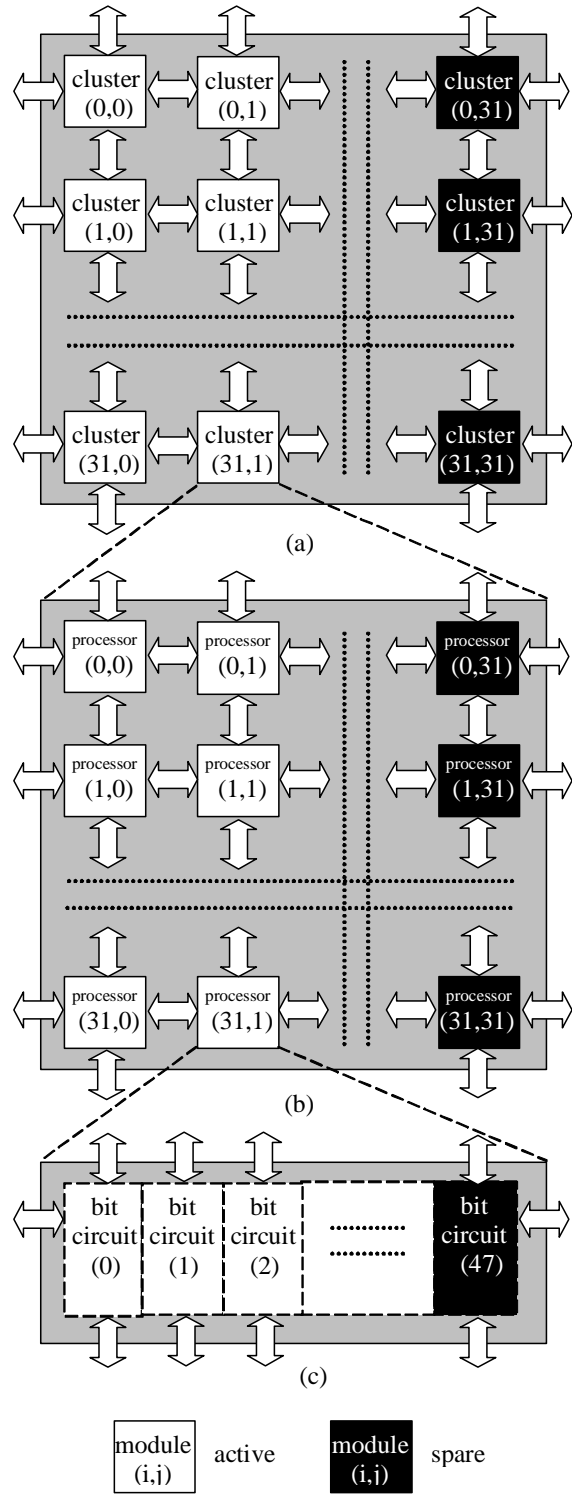 cluster
(0,0)
cluster
(0,1)
cluster
(0,31)
cluster
(1,0)
cluster
(1,1)
cluster
(1,31)
cluster
(31,0)
cluster
(31,1)
cluster
(31,31)
(a)
processor
(0,0)
processor
(0,1)
processor
(0,31)
processor
(1,0)
processor
(1,1)
processor
(1,31)
processor
(31,0)
processor
(31,1)
processor
(31,31)
(b)
bit
circuit
(0)
bit
circuit
(1)
bit
circuit
(2)
bit
circuit
(47)
(c)
module
(i,j)
active
module
(i,j)
spare